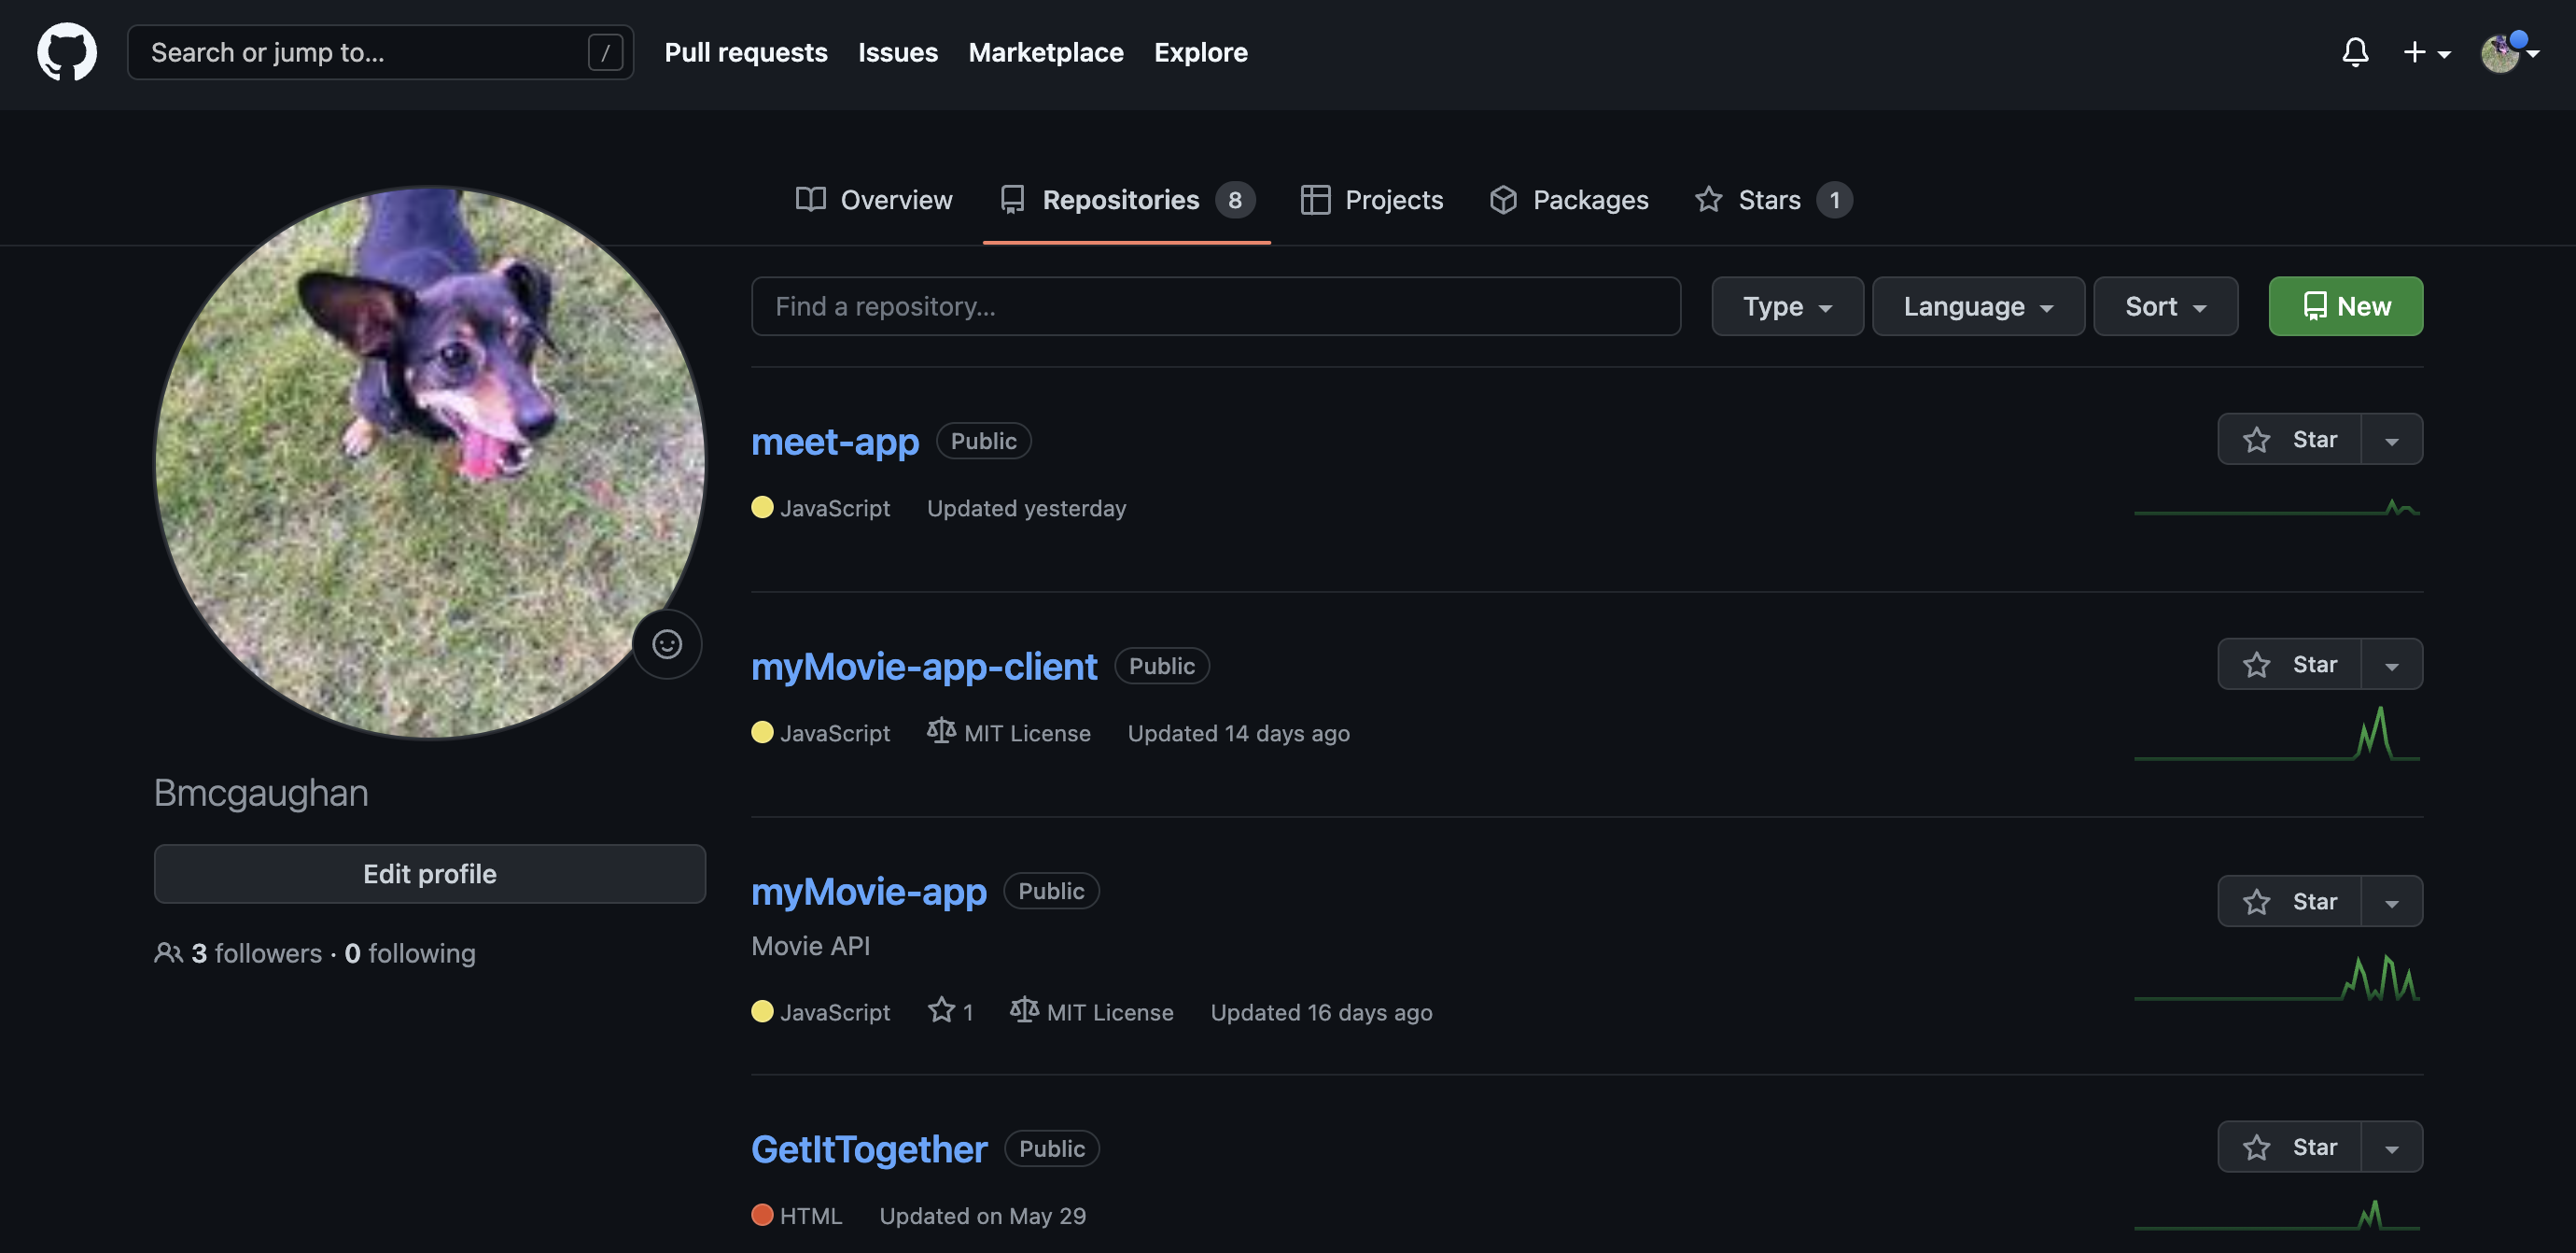 Search or jump to... / Pull requests Issues Marketplace Explore
Overview Repositories 8 Projects Packages Stars 1
Find a repository... Type Language Sort New
meet-app Public Star
JavaScript Updated yesterday
myMovie-app-client Public Star
JavaScript MIT License Updated 14 days ago
Bmcgaughan
Edit profile
3 followers · 0 following
myMovie-app Public Star
Movie API
JavaScript 1 MIT License Updated 16 days ago
GetItTogether Public Star
HTML Updated on May 29